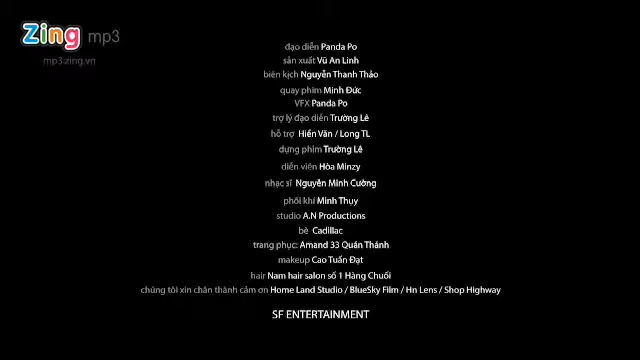 Zing mp3
mp3.zing.vn
đạo diễn Panda Po
sản xuất Vũ An Linh
biên kịch Nguyễn Thanh Thảo
quay phim Minh Đức
VFX Panda Po
trợ lý đạo diễn Trường Lê
hỗ trợ Hiển Văn / Long TL
dựng phim Trường Lê
diễn viên Hòa Minzy
nhạc sĩ Nguyễn Minh Cường
phối khí Minh Thụy
studio A.N Productions
bê Cadillac
trang phục: Amand 33 Quán Thánh
makeup Cao Tuấn Đạt
hair Nam hair salon số 1 Hàng Chuối
chúng tôi xin chân thành cảm ơn Home Land Studio / BlueSky Film / Hn Lens / Shop Highway
SF ENTERTAINMENT